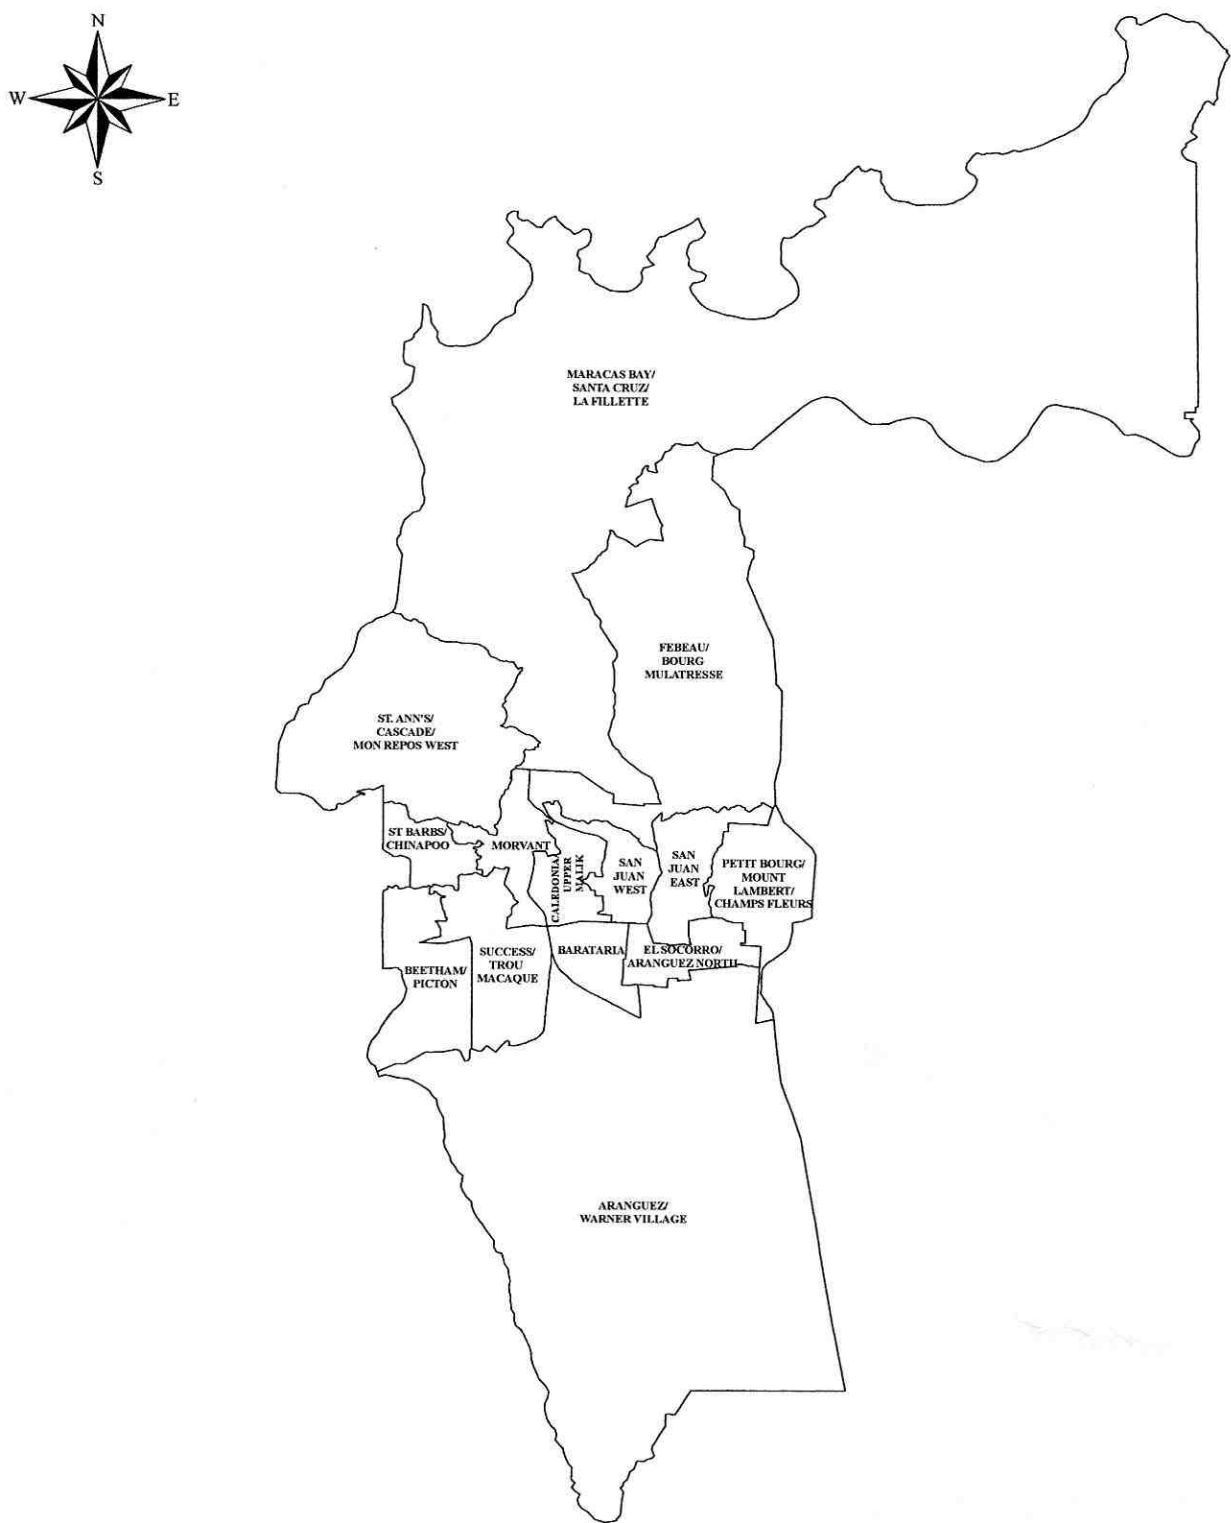 N
W
E
S
MARACAS BAY/
SANTA CRUZ/
LA FILLETTE
FEBEAU/
BOURG
MULATRESSE
ST. ANN'S/
CASCADE/
MON REPOS WEST
ST BARBS/
CHINAPOO
MORVANT
CALEDONIA/
UPPER
MALIK
SAN
JUAN
WEST
SAN
JUAN
EAST
PETIT BOURG/
MOUNT
LAMBERT/
CHAMPS FLEURS
BEETHAM/
PICTON
SUCCESS/
TROU
MACAQUE
BARATARIA
EL SOCORRO/
ARANGUEZ NORTH
ARANGUEZ/
WARNER VILLAGE